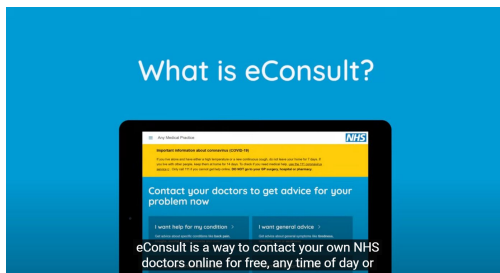 What is eConsult?
Any Medical Practice
NHS
Important information about coronavirus (COVID-19)
Contact your doctors to get advice for your
problem now
I want help for my condition >
I want general advice >
eConsult is a way to contact your own NHS
doctors online for free, any time of day or